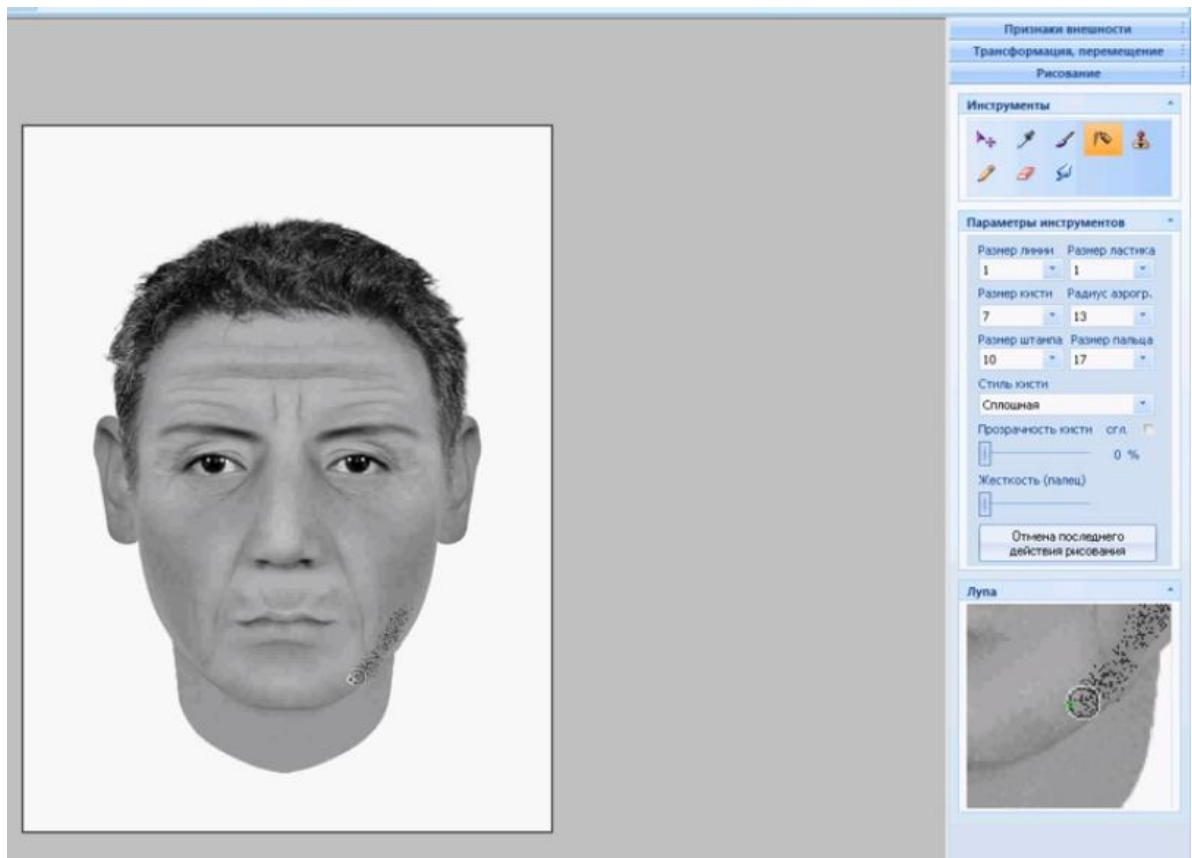 Признаки внешности
Трансформация, перемещение
Рисование
Инструменты
Параметры инструментов
Размер линии Размер ластика
1 1
Размер кисти Радиус аэрогр.
7 13
Размер штампа Размер пальца
10 17
Стиль кисти
Сплошная
Прозрачность кисти сгл.
0 %
Жесткость (палец)
Отмена последнего
действия рисования
Лупа